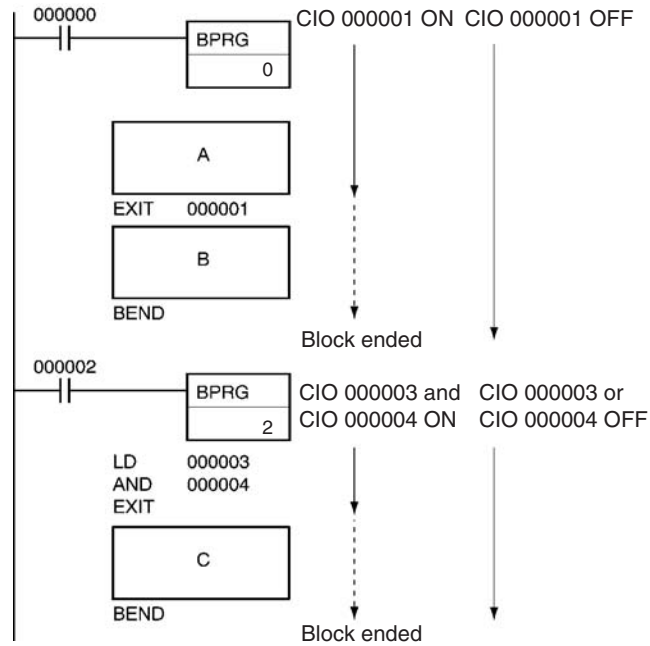 000000
BPRG
0
CIO 000001 ON CIO 000001 OFF
A
EXIT 000001
B
BEND
Block ended
000002
BPRG
2
CIO 000003 and
CIO 000004 ON
CIO 000003 or
CIO 000004 OFF
LD 000003
AND 000004
EXIT
C
BEND
Block ended